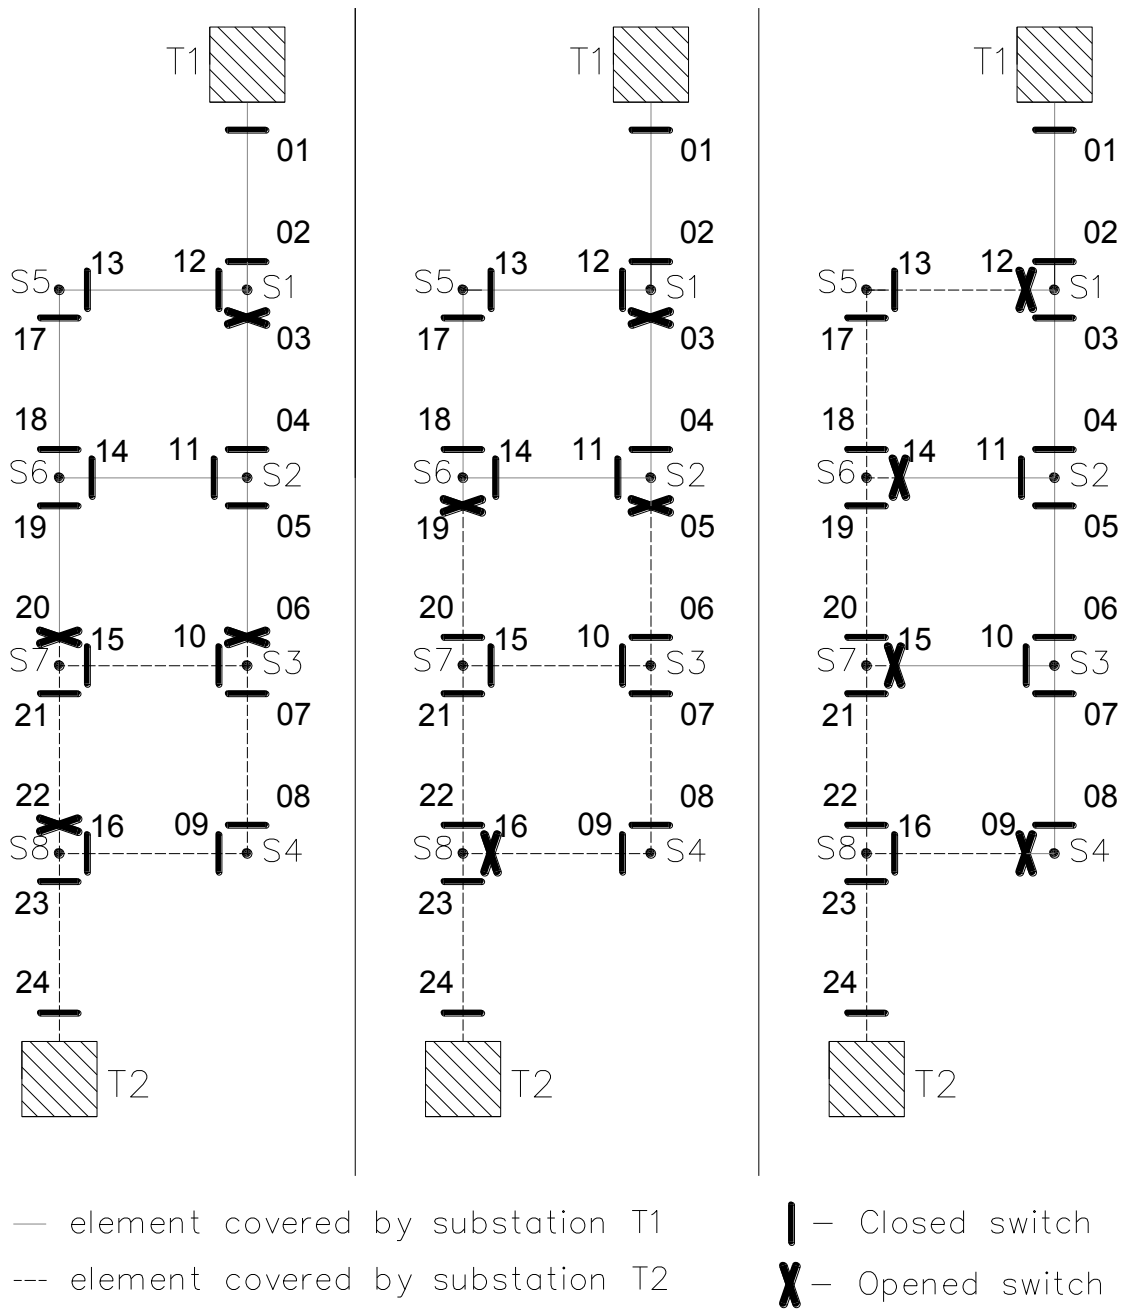 T1
01
02
13 12
S5 S1
17 03
18 04
14 11
S6 S2
19 05
20 06
15 10
S7 S3
21 07
22 08
16 09
S8 S4
23
24
T2
T1
01
02
13 12
S5 S1
17 03
18 04
14 11
S6 S2
19 05
20 06
15 10
S7 S3
21 07
22 08
16 09
S8 S4
23
24
T2
T1
01
02
13 12
S5 S1
17 03
18 04
14 11
S6 S2
19 05
20 06
15 10
S7 S3
21 07
22 08
16 09
S8 S4
23
24
T2
— element covered by substation T1
--- element covered by substation T2
– Closed switch
– Opened switch